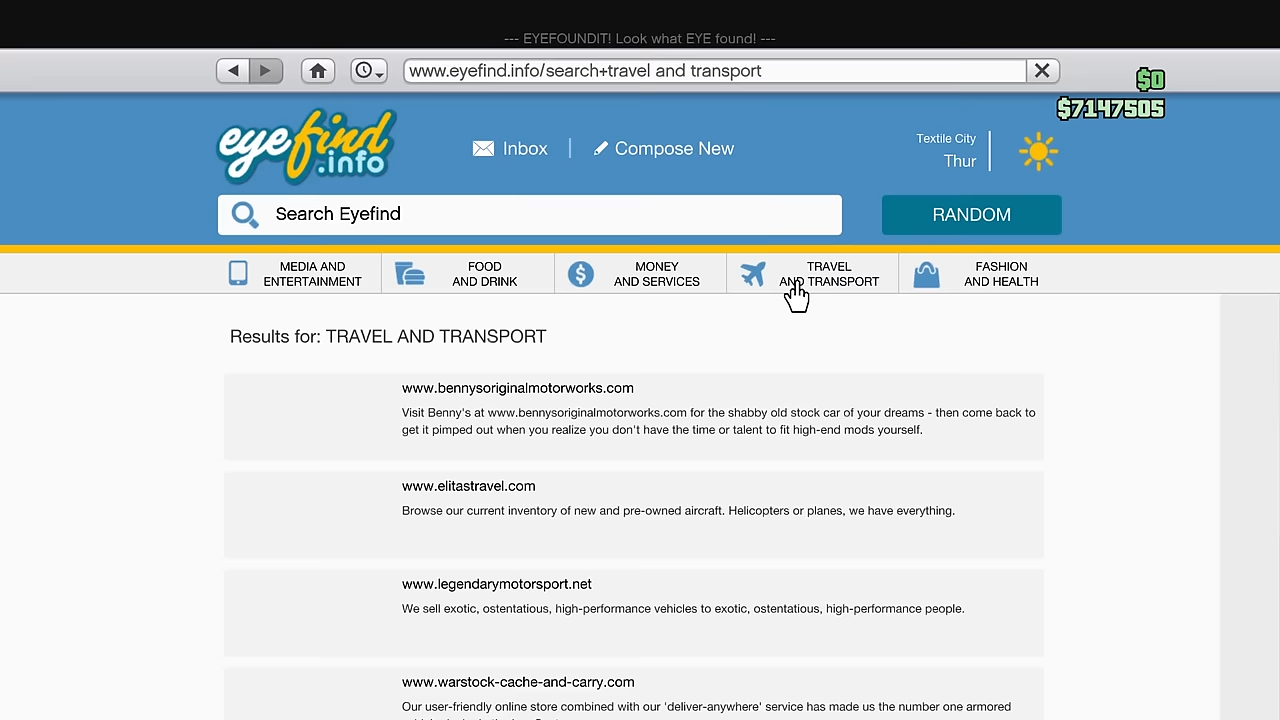 --- EYEFOUNDIT! Look what EYE found! ---
www.eyefind.info/search+travel and transport
$0
$7147505
eyefind
.info
Inbox
Compose New
Textile City
Thur
Search Eyefind
RANDOM
MEDIA AND
ENTERTAINMENT
FOOD
AND DRINK
MONEY
AND SERVICES
TRAVEL
AND TRANSPORT
FASHION
AND HEALTH
Results for: TRAVEL AND TRANSPORT
www.bennysoriginalmotorworks.com
Visit Benny's at www.bennysoriginalmotorworks.com for the shabby old stock car of your dreams - then come back to
get it pimped out when you realize you don't have the time or talent to fit high-end mods yourself.
www.elitastravel.com
Browse our current inventory of new and pre-owned aircraft. Helicopters or planes, we have everything.
www.legendarymotorsport.net
We sell exotic, ostentatious, high-performance vehicles to exotic, ostentatious, high-performance people.
www.warstock-cache-and-carry.com
Our user-friendly online store combined with our 'deliver-anywhere' service has made us the number one armored